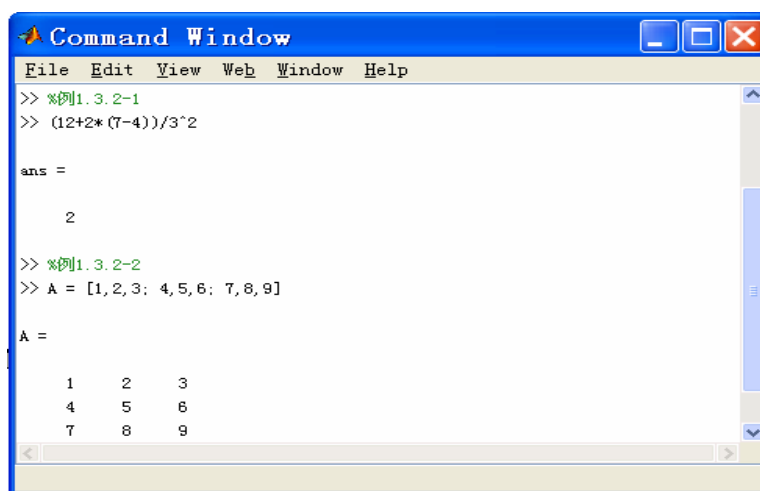 Command Window
File Edit View Web Window Help
>> %例1.3.2-1
>> (12+2*(7-4))/3^2
ans =
2
>> %例1.3.2-2
>> A = [1,2,3; 4,5,6; 7,8,9]
A =
1 2 3
4 5 6
7 8 9